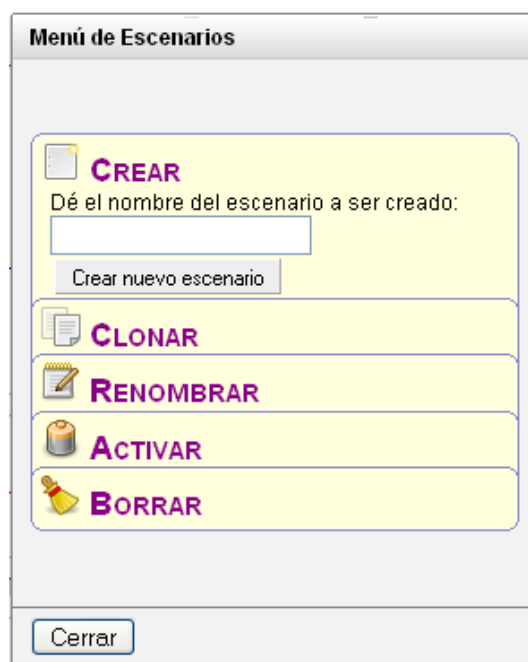 Menú de Escenarios
CREAR
Dé el nombre del escenario a ser creado:
Crear nuevo escenario
CLONAR
RENOMBRAR
ACTIVAR
BORRAR
Cerrar